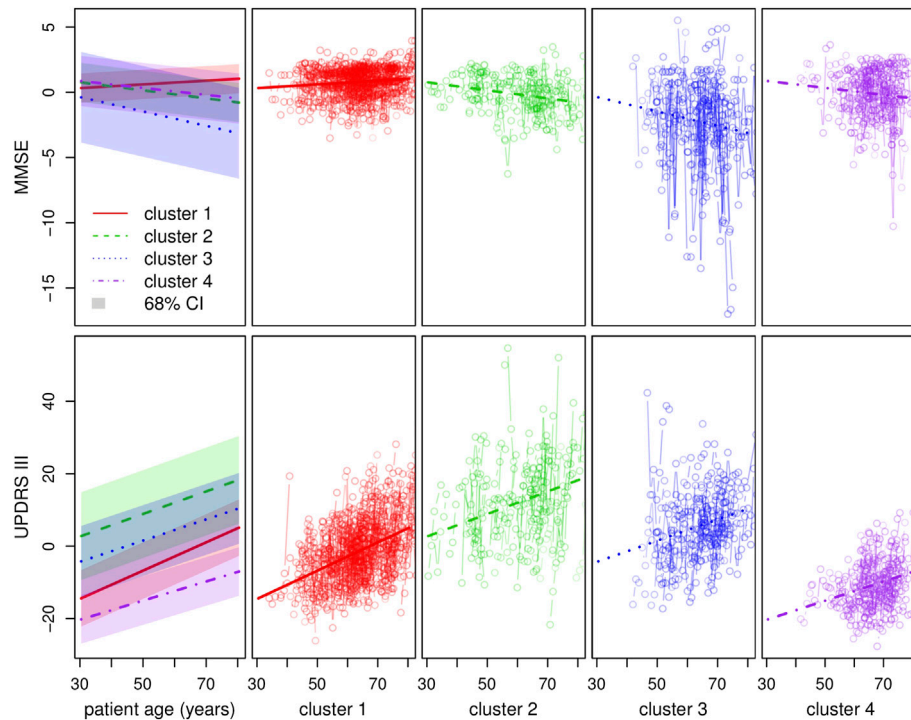 MMSE
5
0
−5
−10
−15
cluster 1
cluster 2
cluster 3
cluster 4
68% CI
UPDRS III
40
20
0
−20
30 50 70
30 50 70
30 50 70
30 50 70
30 50 70
patient age (years)
cluster 1
cluster 2
cluster 3
cluster 4